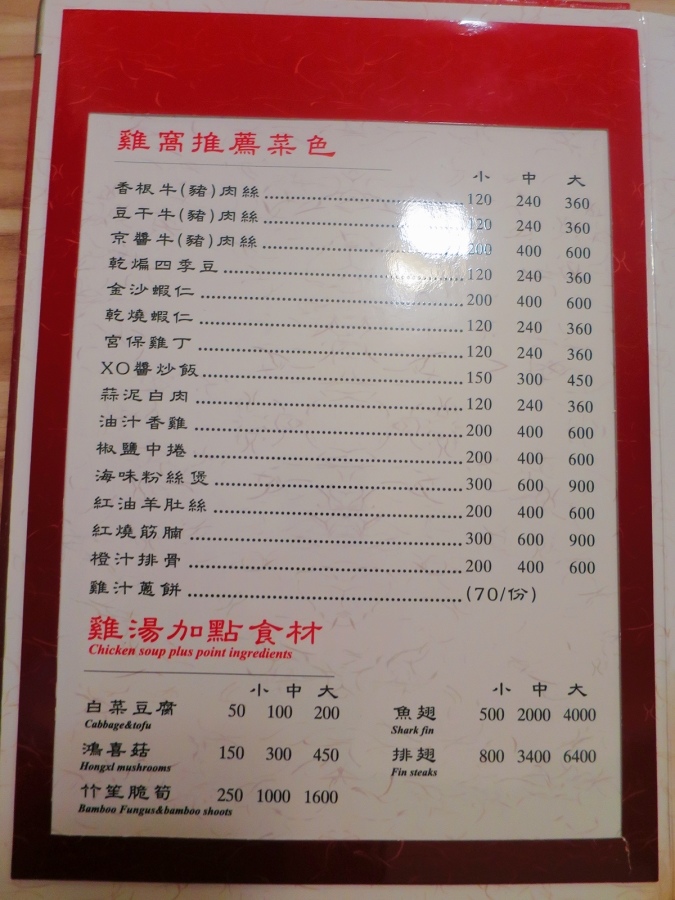 雞窩推薦菜色
小 中 大
香根牛(豬)肉絲 120 240 360
豆干牛(豬)肉絲 120 240 360
京醬牛(豬)肉絲 200 400 600
乾煸四季豆 120 240 360
金沙蝦仁 200 400 600
乾燒蝦仁 120 240 360
宮保雞丁 120 240 360
XO醬炒飯 150 300 450
蒜泥白肉 120 240 360
油汁香雞 200 400 600
椒鹽中捲 200 400 600
海味粉絲煲 300 600 900
紅油羊肚絲 200 400 600
紅燒筋腩 300 600 900
橙汁排骨 200 400 600
雞汁蔥餅 (70/份)
雞湯加點食材
Chicken soup plus point ingredients
小 中 大
白菜豆腐 50 100 200
Cabbage&tofu
鴻喜菇 150 300 450
Hongxl mushrooms
竹笙脆筍 250 1000 1600
Bamboo Fungus&bamboo shoots
小 中 大
魚翅 500 2000 4000
Shark fin
排翅 800 3400 6400
Fin steaks